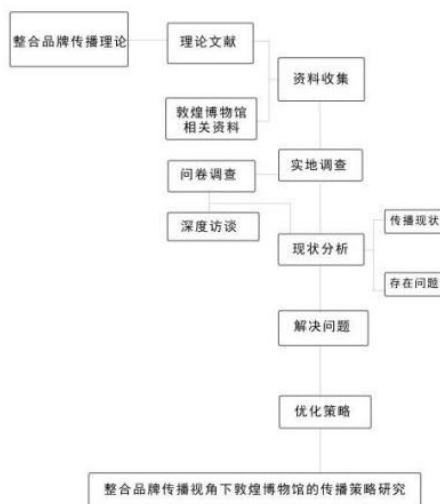 整合品牌传播理论
理论文献
资料收集
敦煌博物馆
相关资料
问卷调查
实地调查
深度访谈
传播现状
现状分析
存在问题
解决问题
优化策略
整合品牌传播视角下敦煌博物馆的传播策略研究